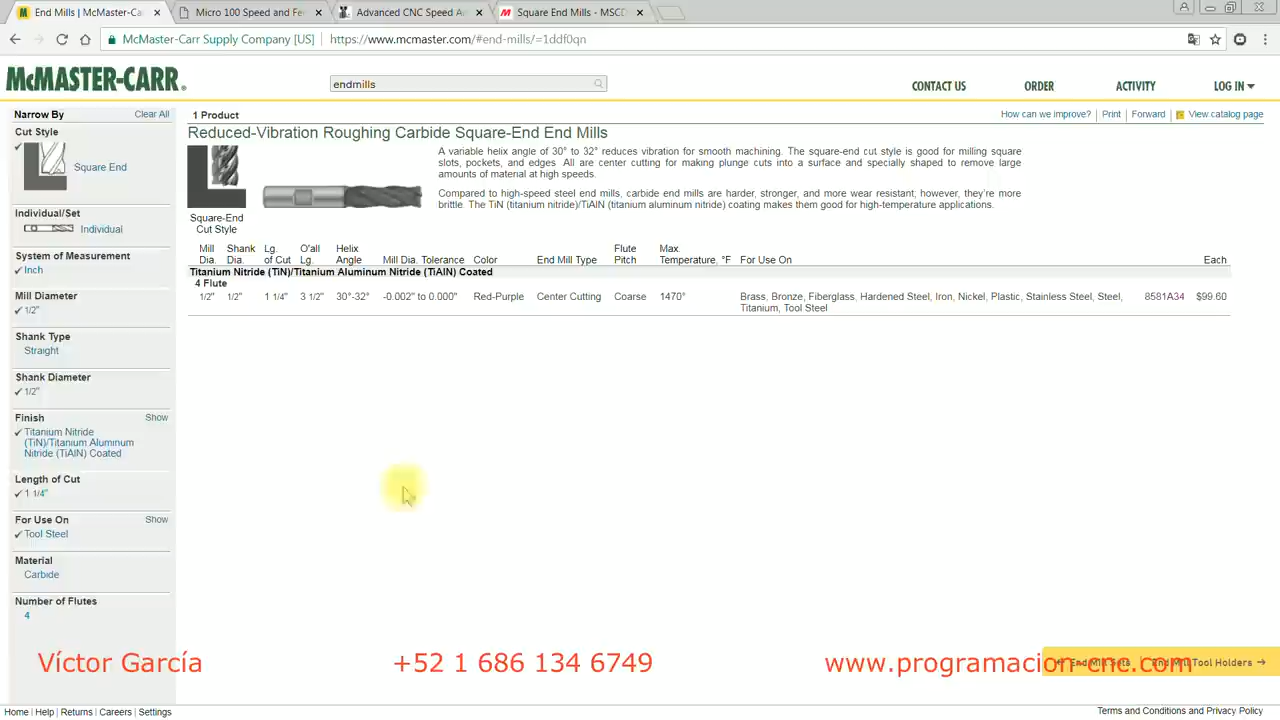 End Mills | McMaster-Ca
Micro 100 Speed and Fe
Advanced CNC Speed A
Square End Mills - MSCD
McMaster-Carr Supply Company [US] | https://www.mcmaster.com/#end-mills/=1ddf0qn
McMASTER-CARR®
endmills
CONTACT US
ORDER
ACTIVITY
LOG IN
Narrow By
Clear All
Cut Style
Square End
Individual/Set
Individual
System of Measurement
Inch
Mill Diameter
1/2"
Shank Type
Straight
Shank Diameter
1/2"
Finish
Show
Titanium Nitride
(TiN)/Titanium Aluminum
Nitride (TiAlN) Coated
Length of Cut
1 1/4"
For Use On
Show
Tool Steel
Material
Carbide
Number of Flutes
4
1 Product
How can we improve? | Print | Forward | View catalog page
Reduced-Vibration Roughing Carbide Square-End End Mills
A variable helix angle of 30° to 32° reduces vibration for smooth machining. The square-end cut style is good for milling square
slots, pockets, and edges. All are center cutting for making plunge cuts into a surface and specially shaped to remove large
amounts of material at high speeds.
Compared to high-speed steel end mills, carbide end mills are harder, stronger, and more wear resistant; however, they're more
brittle. The TiN (titanium nitride)/TiAlN (titanium aluminum nitride) coating makes them good for high-temperature applications.
Square-End
Cut Style
Mill Dia. Shank Dia. Lg. of Cut O'all Lg. Helix Angle Mill Dia. Tolerance Color End Mill Type Flute Pitch Max. Temperature, °F For Use On Each
Titanium Nitride (TiN)/Titanium Aluminum Nitride (TiAlN) Coated
4 Flute
1/2" 1/2" 1 1/4" 3 1/2" 30°-32° -0.002" to 0.000" Red-Purple Center Cutting Coarse 1470° Brass, Bronze, Fiberglass, Hardened Steel, Iron, Nickel, Plastic, Stainless Steel, Steel, 8581A34 $99.60
Titanium, Tool Steel
Víctor García
+52 1 686 134 6749
www.programacion-cnc.com
End Mill Sets
End Mill Tool Holders
Home | Help | Returns | Careers | Settings
Terms and Conditions and Privacy Policy